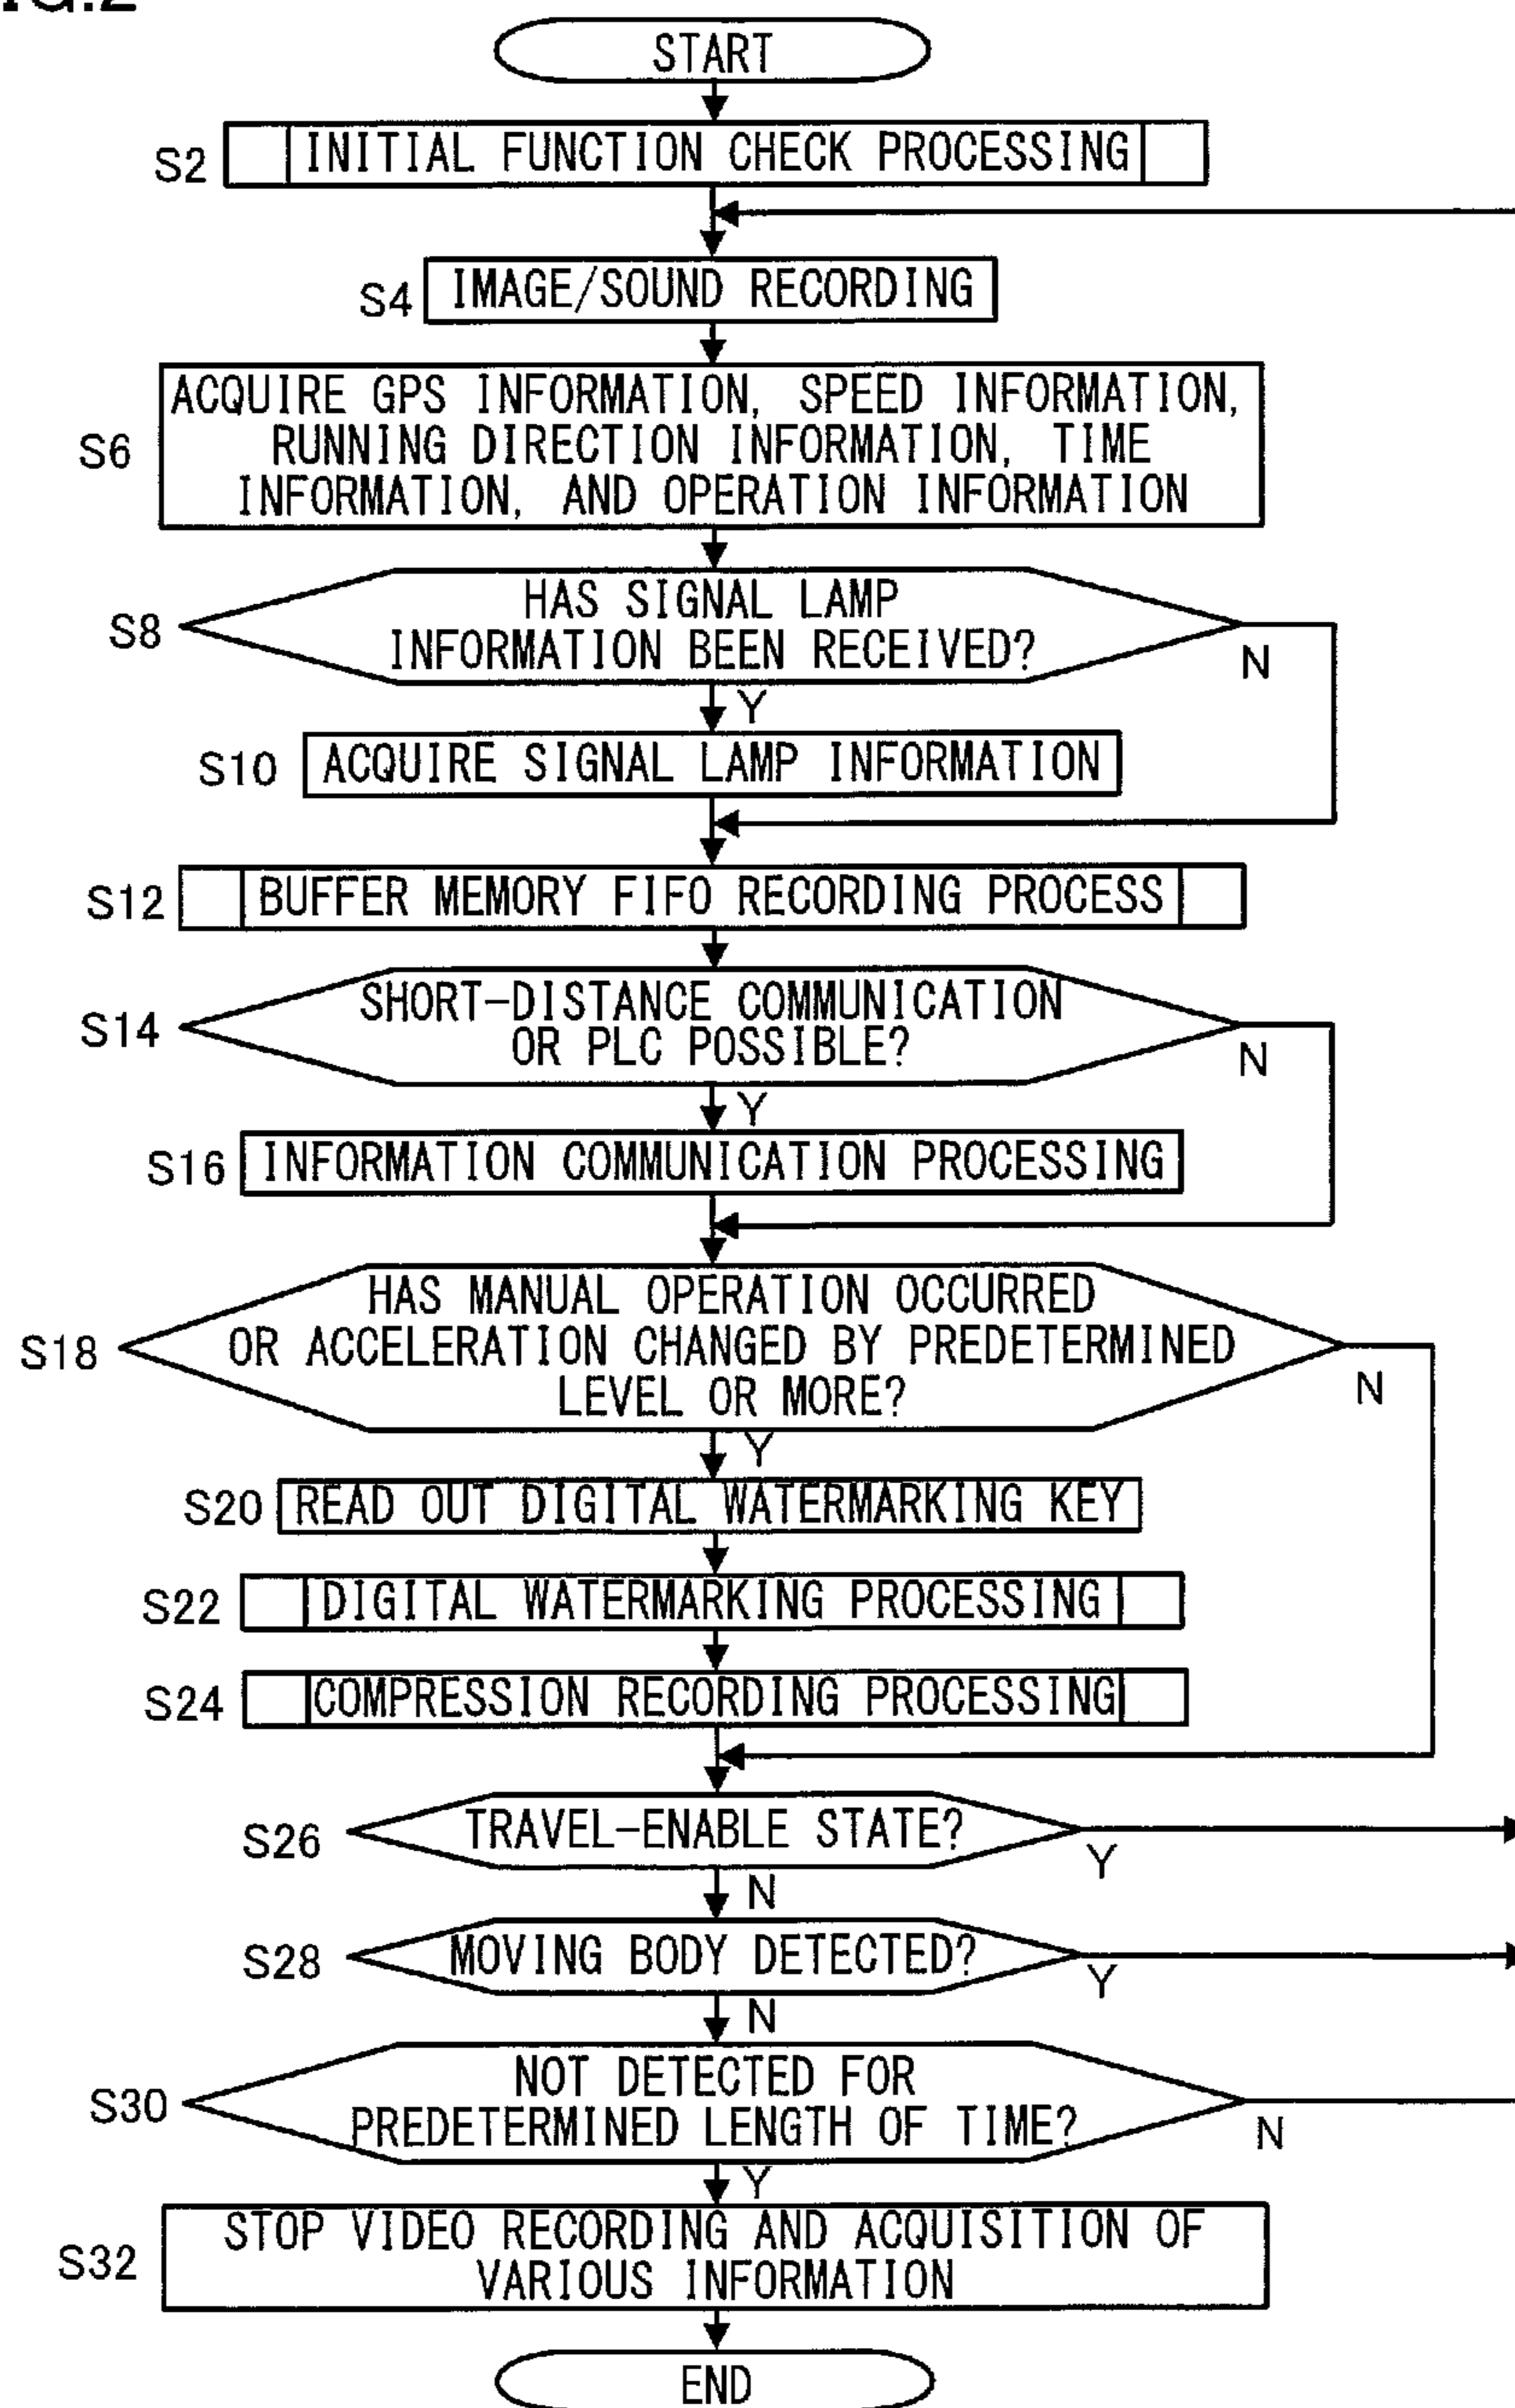 FIG.2
START
S2 INITIAL FUNCTION CHECK PROCESSING
S4 IMAGE/SOUND RECORDING
ACQUIRE GPS INFORMATION, SPEED INFORMATION,
S6 RUNNING DIRECTION INFORMATION, TIME
INFORMATION, AND OPERATION INFORMATION
HAS SIGNAL LAMP
S8 INFORMATION BEEN RECEIVED?
N
Y
S10 ACQUIRE SIGNAL LAMP INFORMATION
S12 BUFFER MEMORY FIFO RECORDING PROCESS
SHORT-DISTANCE COMMUNICATION
S14 OR PLC POSSIBLE?
N
Y
S16 INFORMATION COMMUNICATION PROCESSING
HAS MANUAL OPERATION OCCURRED
S18 OR ACCELERATION CHANGED BY PREDETERMINED
LEVEL OR MORE?
N
Y
S20 READ OUT DIGITAL WATERMARKING KEY
S22 DIGITAL WATERMARKING PROCESSING
S24 COMPRESSION RECORDING PROCESSING
S26 TRAVEL-ENABLE STATE?
Y
N
S28 MOVING BODY DETECTED?
Y
N
NOT DETECTED FOR
S30 PREDETERMINED LENGTH OF TIME?
N
Y
STOP VIDEO RECORDING AND ACQUISITION OF
S32 VARIOUS INFORMATION
END